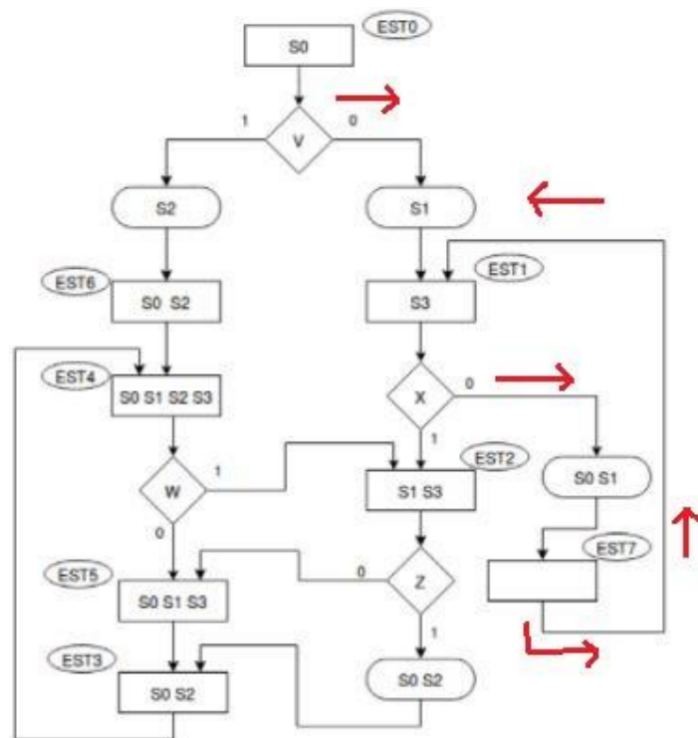 EST0
S0
1
0
V
S2
S1
EST6
EST1
S0 S2
S3
EST4
S0 S1 S2 S3
X
0
1
EST2
W
1
S1 S3
S0 S1
0
EST7
EST5
0
Z
S0 S1 S3
1
EST3
S0 S2
S0 S2